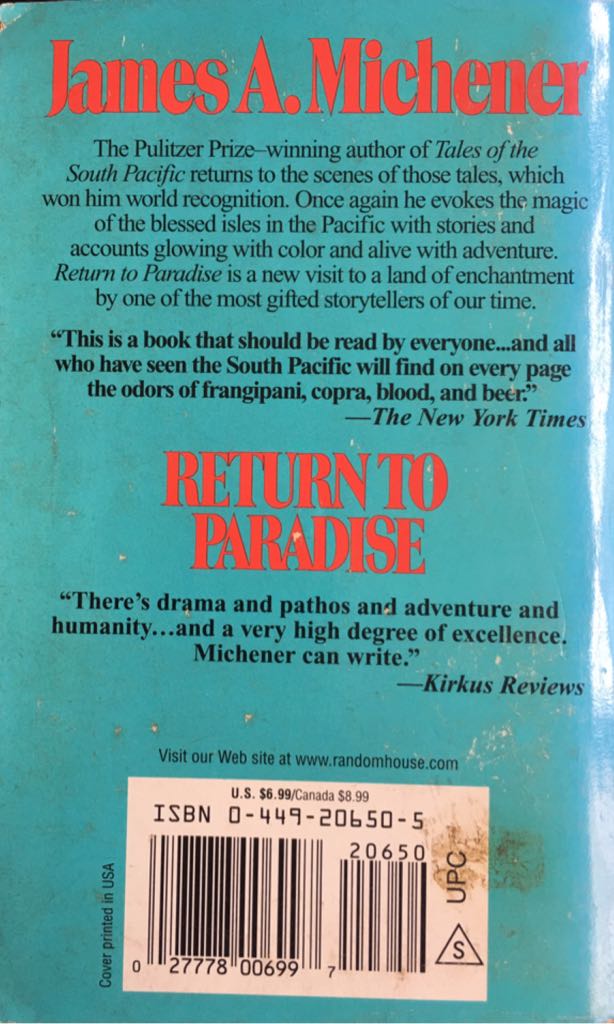 James A. Michener
The Pulitzer Prize–winning author of Tales of the
South Pacific returns to the scenes of those tales, which
won him world recognition. Once again he evokes the magic
of the blessed isles in the Pacific with stories and
accounts glowing with color and alive with adventure.
Return to Paradise is a new visit to a land of enchantment
by one of the most gifted storytellers of our time.
“This is a book that should be read by everyone...and all
who have seen the South Pacific will find on every page
the odors of frangipani, copra, blood, and beer.”
—The New York Times
RETURN TO
PARADISE
“There’s drama and pathos and adventure and
humanity...and a very high degree of excellence.
Michener can write.”
—Kirkus Reviews
Visit our Web site at www.randomhouse.com
U.S. $6.99/Canada $8.99
ISBN 0-449-20650-5
20650
UPC
S
0 27778 00699 7
Cover printed in USA